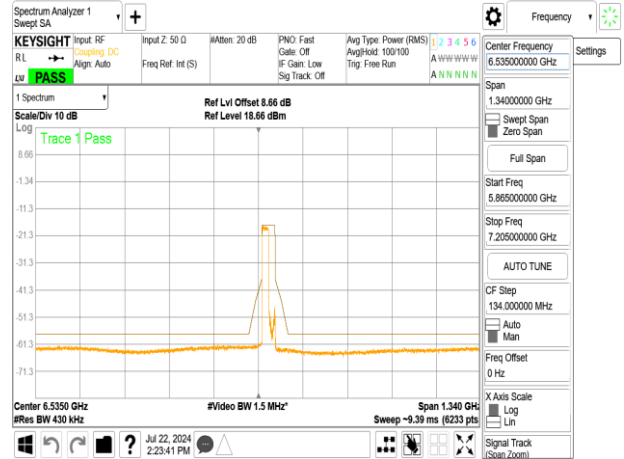 Spectrum Analyzer 1
Swept SA
Frequency
KEYSIGHT
RL
LW PASS
Input: RF
Coupling: DC
Align: Auto
Input Z: 50 Ω
Freq Ref: Int (S)
#Atten: 20 dB
PNO: Fast
Gate: Off
IF Gain: Low
Sig Track: Off
Avg Type: Power (RMS)
Avg|Hold: 100/100
Trig: Free Run
1 2 3 4 5 6
A W W W W W
A N N N N N
1 Spectrum
Scale/Div 10 dB
Ref Lvl Offset 8.66 dB
Ref Level 18.66 dBm
Log
Trace 1 Pass
8.66
-1.34
-11.3
-21.3
-31.3
-41.3
-51.3
-61.3
-71.3
Center 6.5350 GHz
#Res BW 430 kHz
#Video BW 1.5 MHz*
Span 1.340 GHz
Sweep ~9.39 ms (6233 pts
Jul 22, 2024
2:23:41 PM
?
Center Frequency
6.535000000 GHz
Settings
Span
1.34000000 GHz
Swept Span
Zero Span
Full Span
Start Freq
5.865000000 GHz
Stop Freq
7.205000000 GHz
AUTO TUNE
CF Step
134.000000 MHz
Auto
Man
Freq Offset
0 Hz
X Axis Scale
Log
Lin
Signal Track
(Span Zoom)